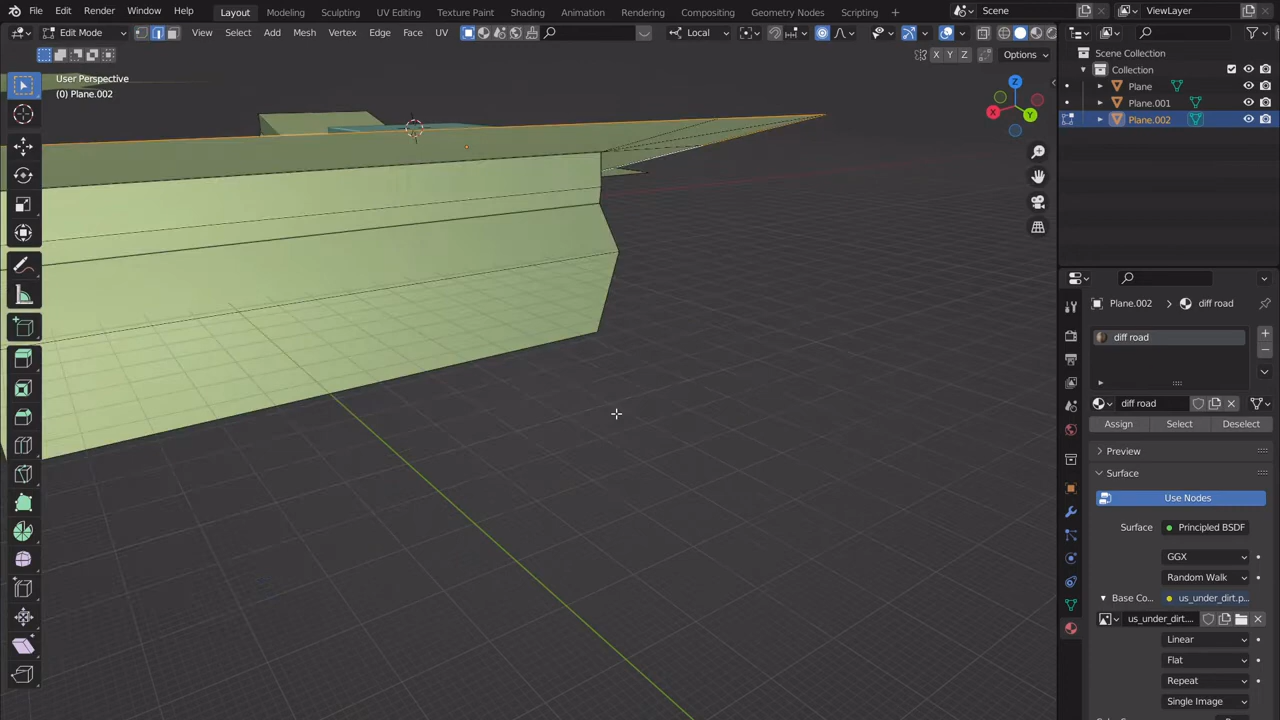 File Edit Render Window Help Layout Modeling Sculpting UV Editing Texture Paint Shading Animation Rendering Compositing Geometry Nodes Scripting + Scene ViewLayer
Edit Mode View Select Add Mesh Vertex Edge Face UV Local
X Y Z Options
User Perspective
(0) Plane.002
Z
X
Y
Scene Collection
Collection
Plane
Plane.001
Plane.002
Plane.002 > diff road
diff road
diff road
Assign Select Deselect
Preview
Surface
Use Nodes
Surface Principled BSDF
GGX
Random Walk
Base Co... us_under_dirt.p...
us_under_dirt....
Linear
Flat
Repeat
Single Image